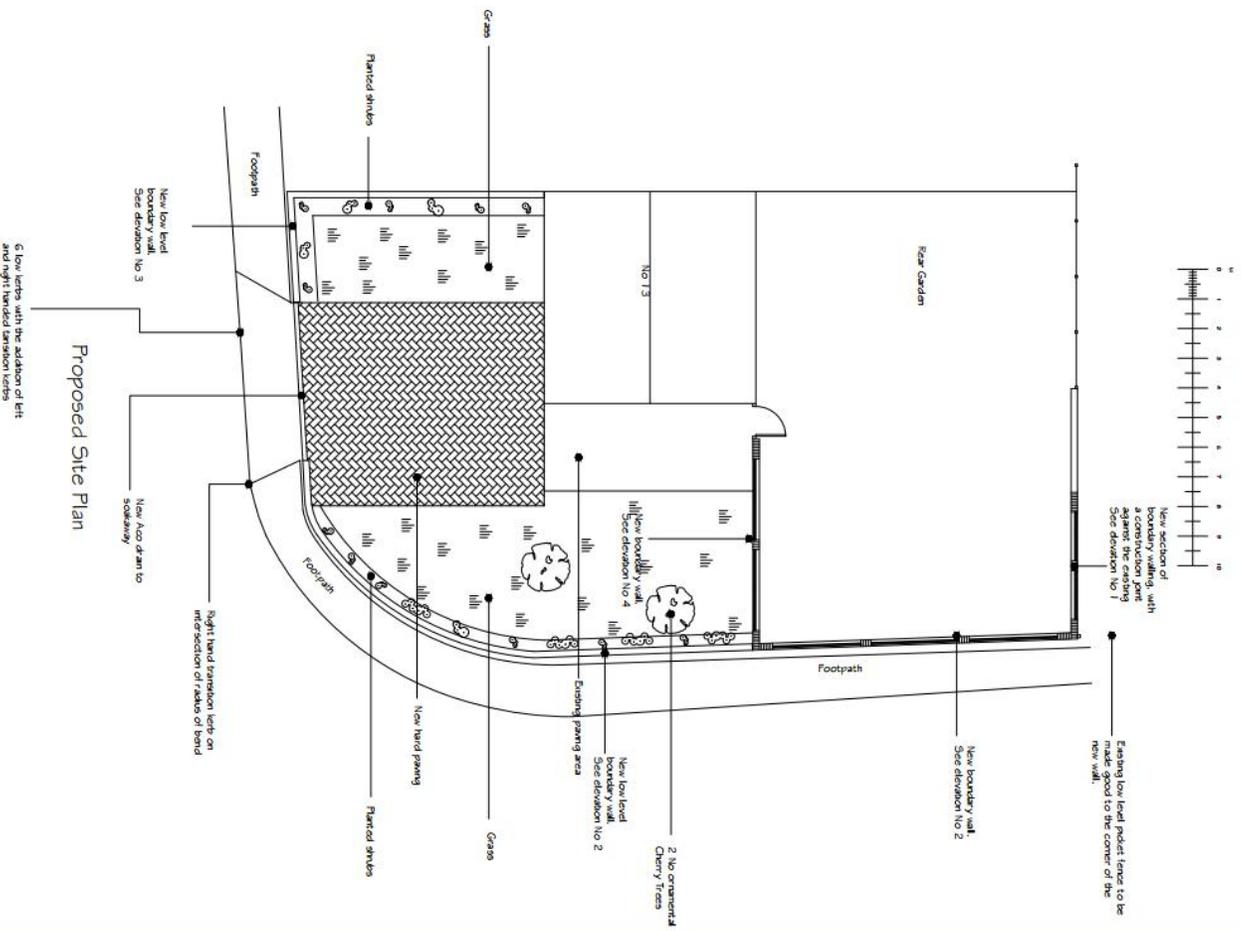 Grass
Planted shrubs
Footpath
New low level
boundary wall.
See elevation No 3
6 low kerbs with the addition of left
and right handed transition kerbs
Proposed Site Plan
New Aco drain to
soakaway
Right hand transition kerb on
intersection of radius of bend
Footpath
Planted shrubs
New hard paving
Grass
Existing paving area
New low level
boundary wall.
See elevation No 2
2 No ornamental
Cherry Trees
New boundary wall.
See elevation No 4
No 13
Rear Garden
Footpath
New boundary wall.
See elevation No 2
Existing low level picket fence to be
made good to the corner of the
new wall.
New section of
boundary walling, with
a construction joint
against the existing
See elevation No 1
0 1 2 3 4 5 6 7 8 9 10